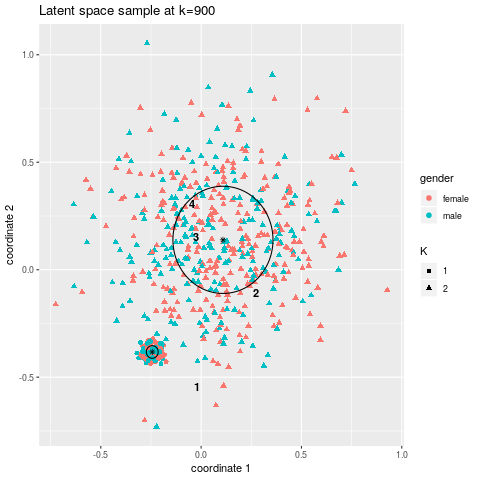 Latent space sample at k=900
coordinate 2
1.0
0.5
0.0
-0.5
4
3
2
1
-0.5
0.0
0.5
1.0
coordinate 1
gender
female
male
K
1
2